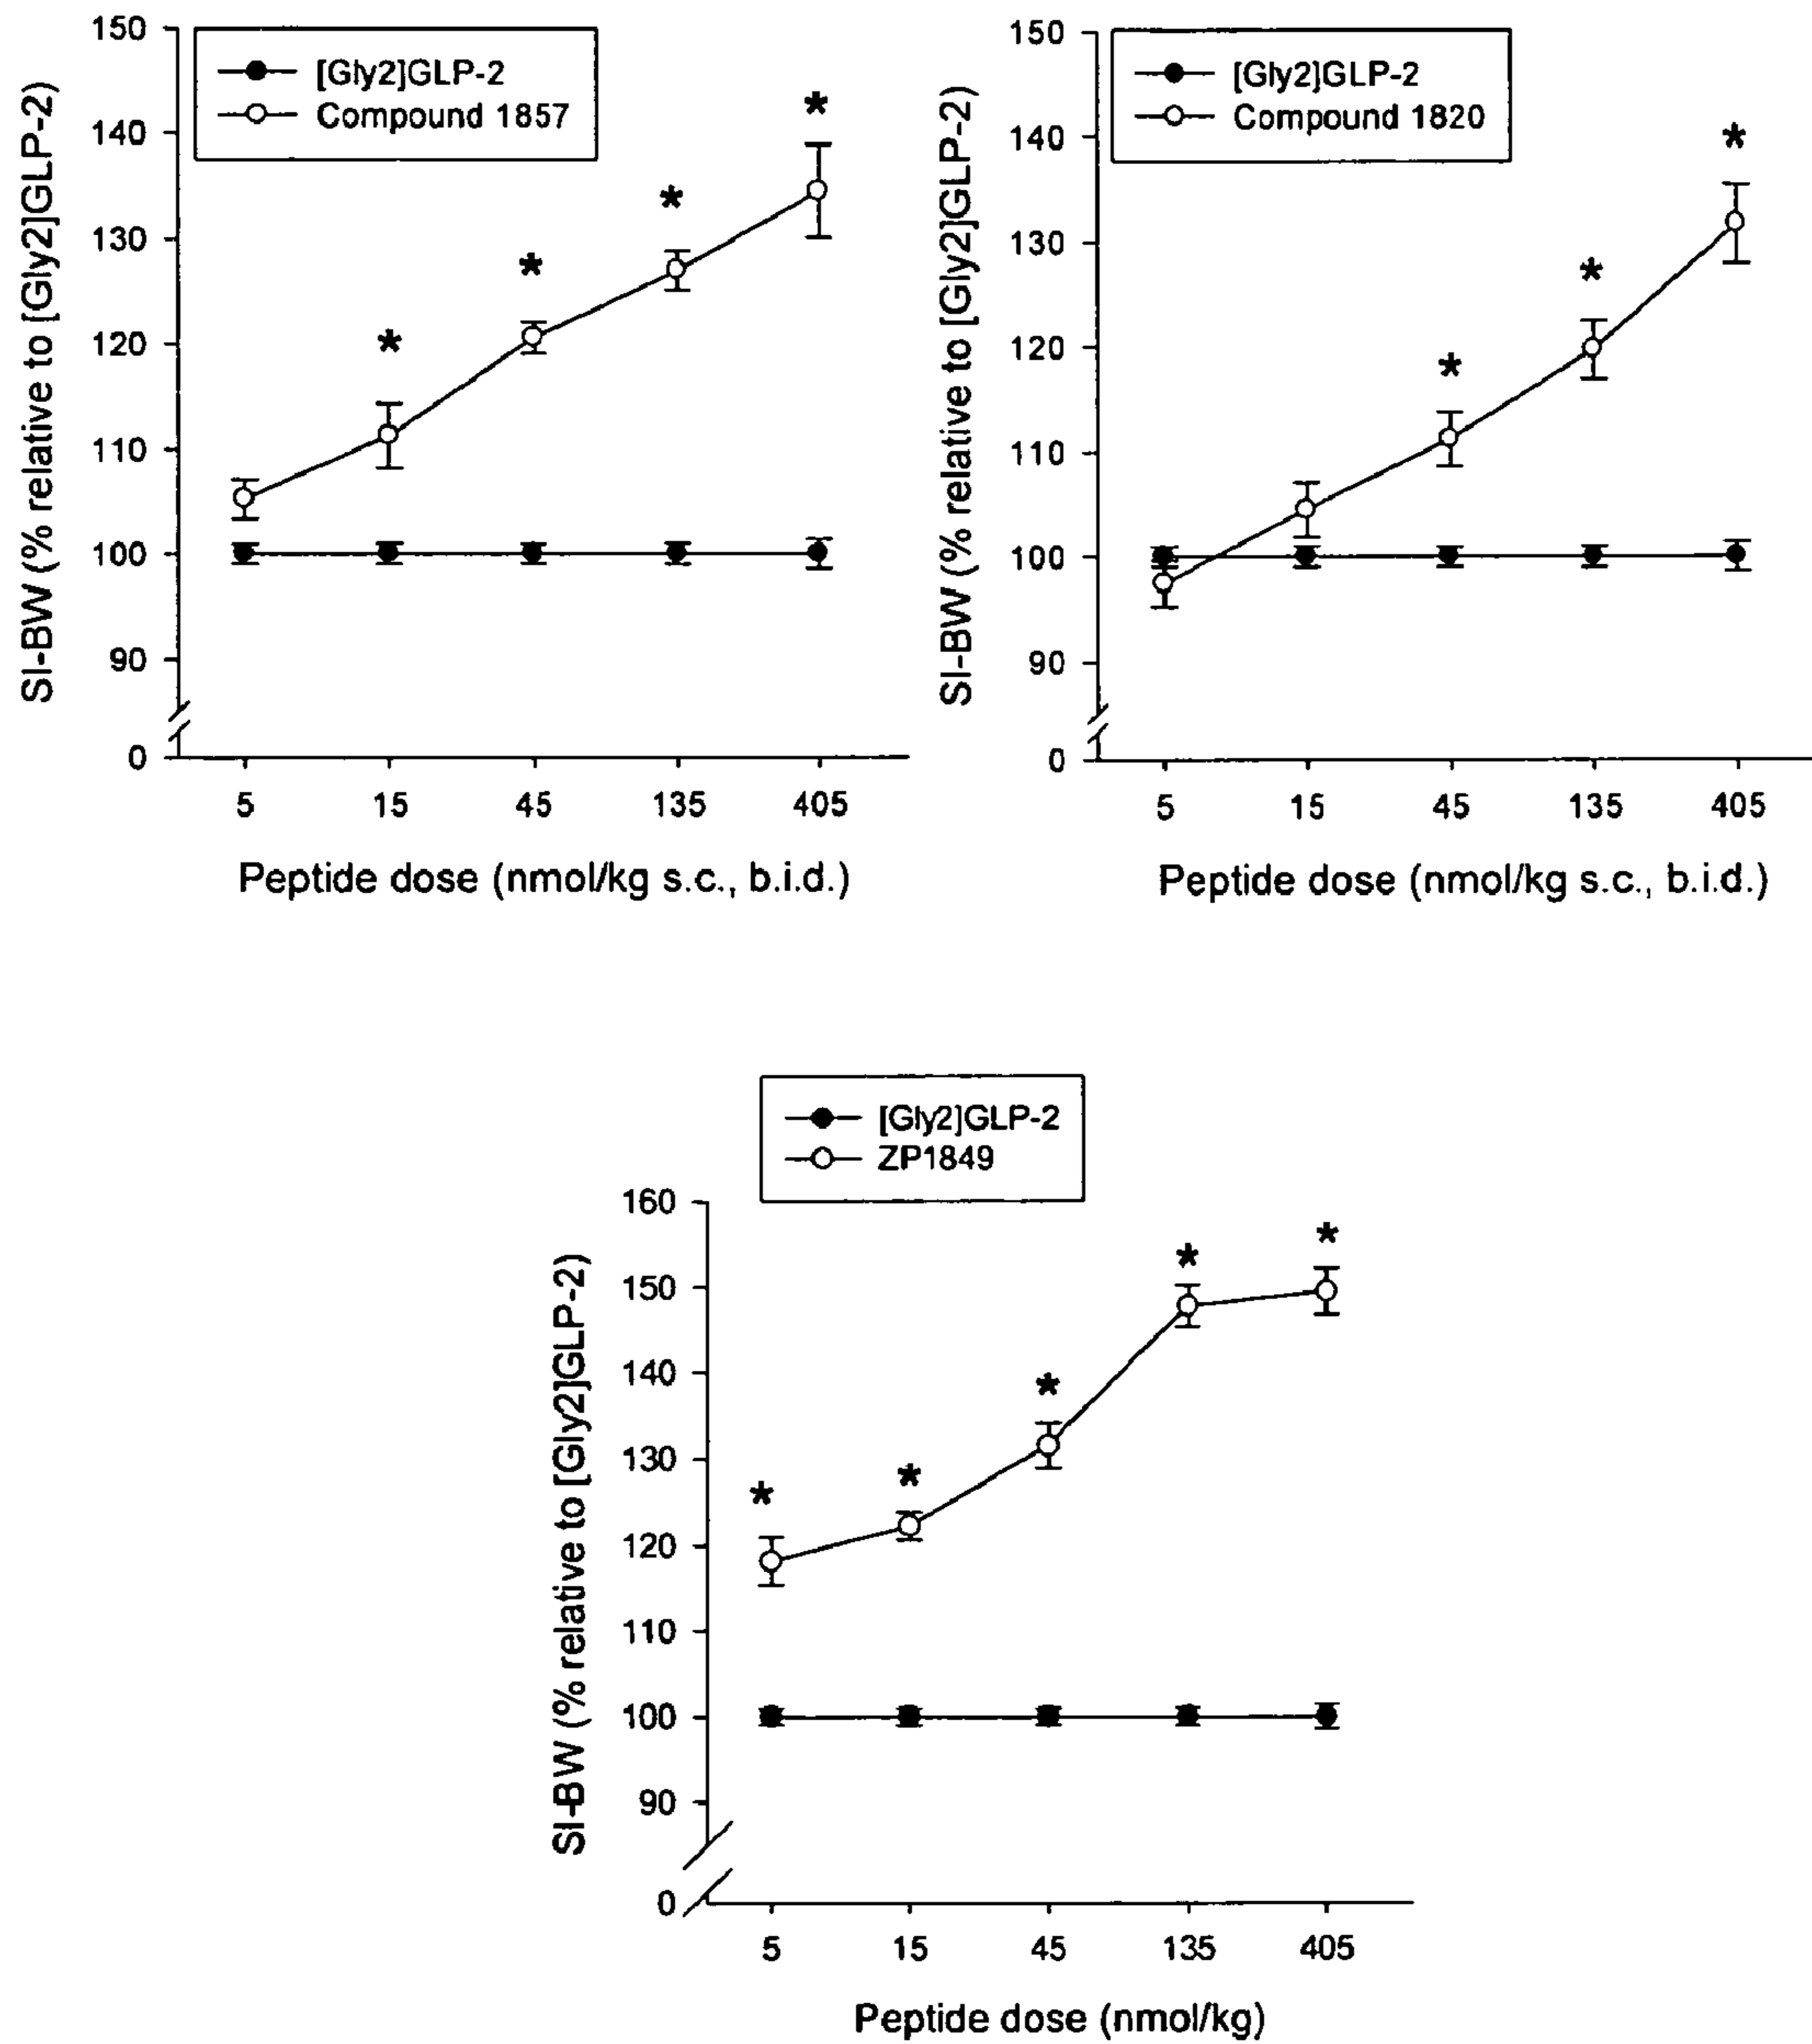 [Gly2]GLP-2
Compound 1857
SI-BW (% relative to [Gly2]GLP-2)
150
140
130
120
110
100
90
0
* * * *
5 15 45 135 405
Peptide dose (nmol/kg s.c., b.i.d.)
[Gly2]GLP-2
Compound 1820
SI-BW (% relative to [Gly2]GLP-2)
150
140
130
120
110
100
90
0
* * *
5 15 45 135 405
Peptide dose (nmol/kg s.c., b.i.d.)
[Gly2]GLP-2
ZP1849
SI-BW (% relative to [Gly2]GLP-2)
160
150
140
130
120
110
100
90
0
* * * * *
5 15 45 135 405
Peptide dose (nmol/kg)